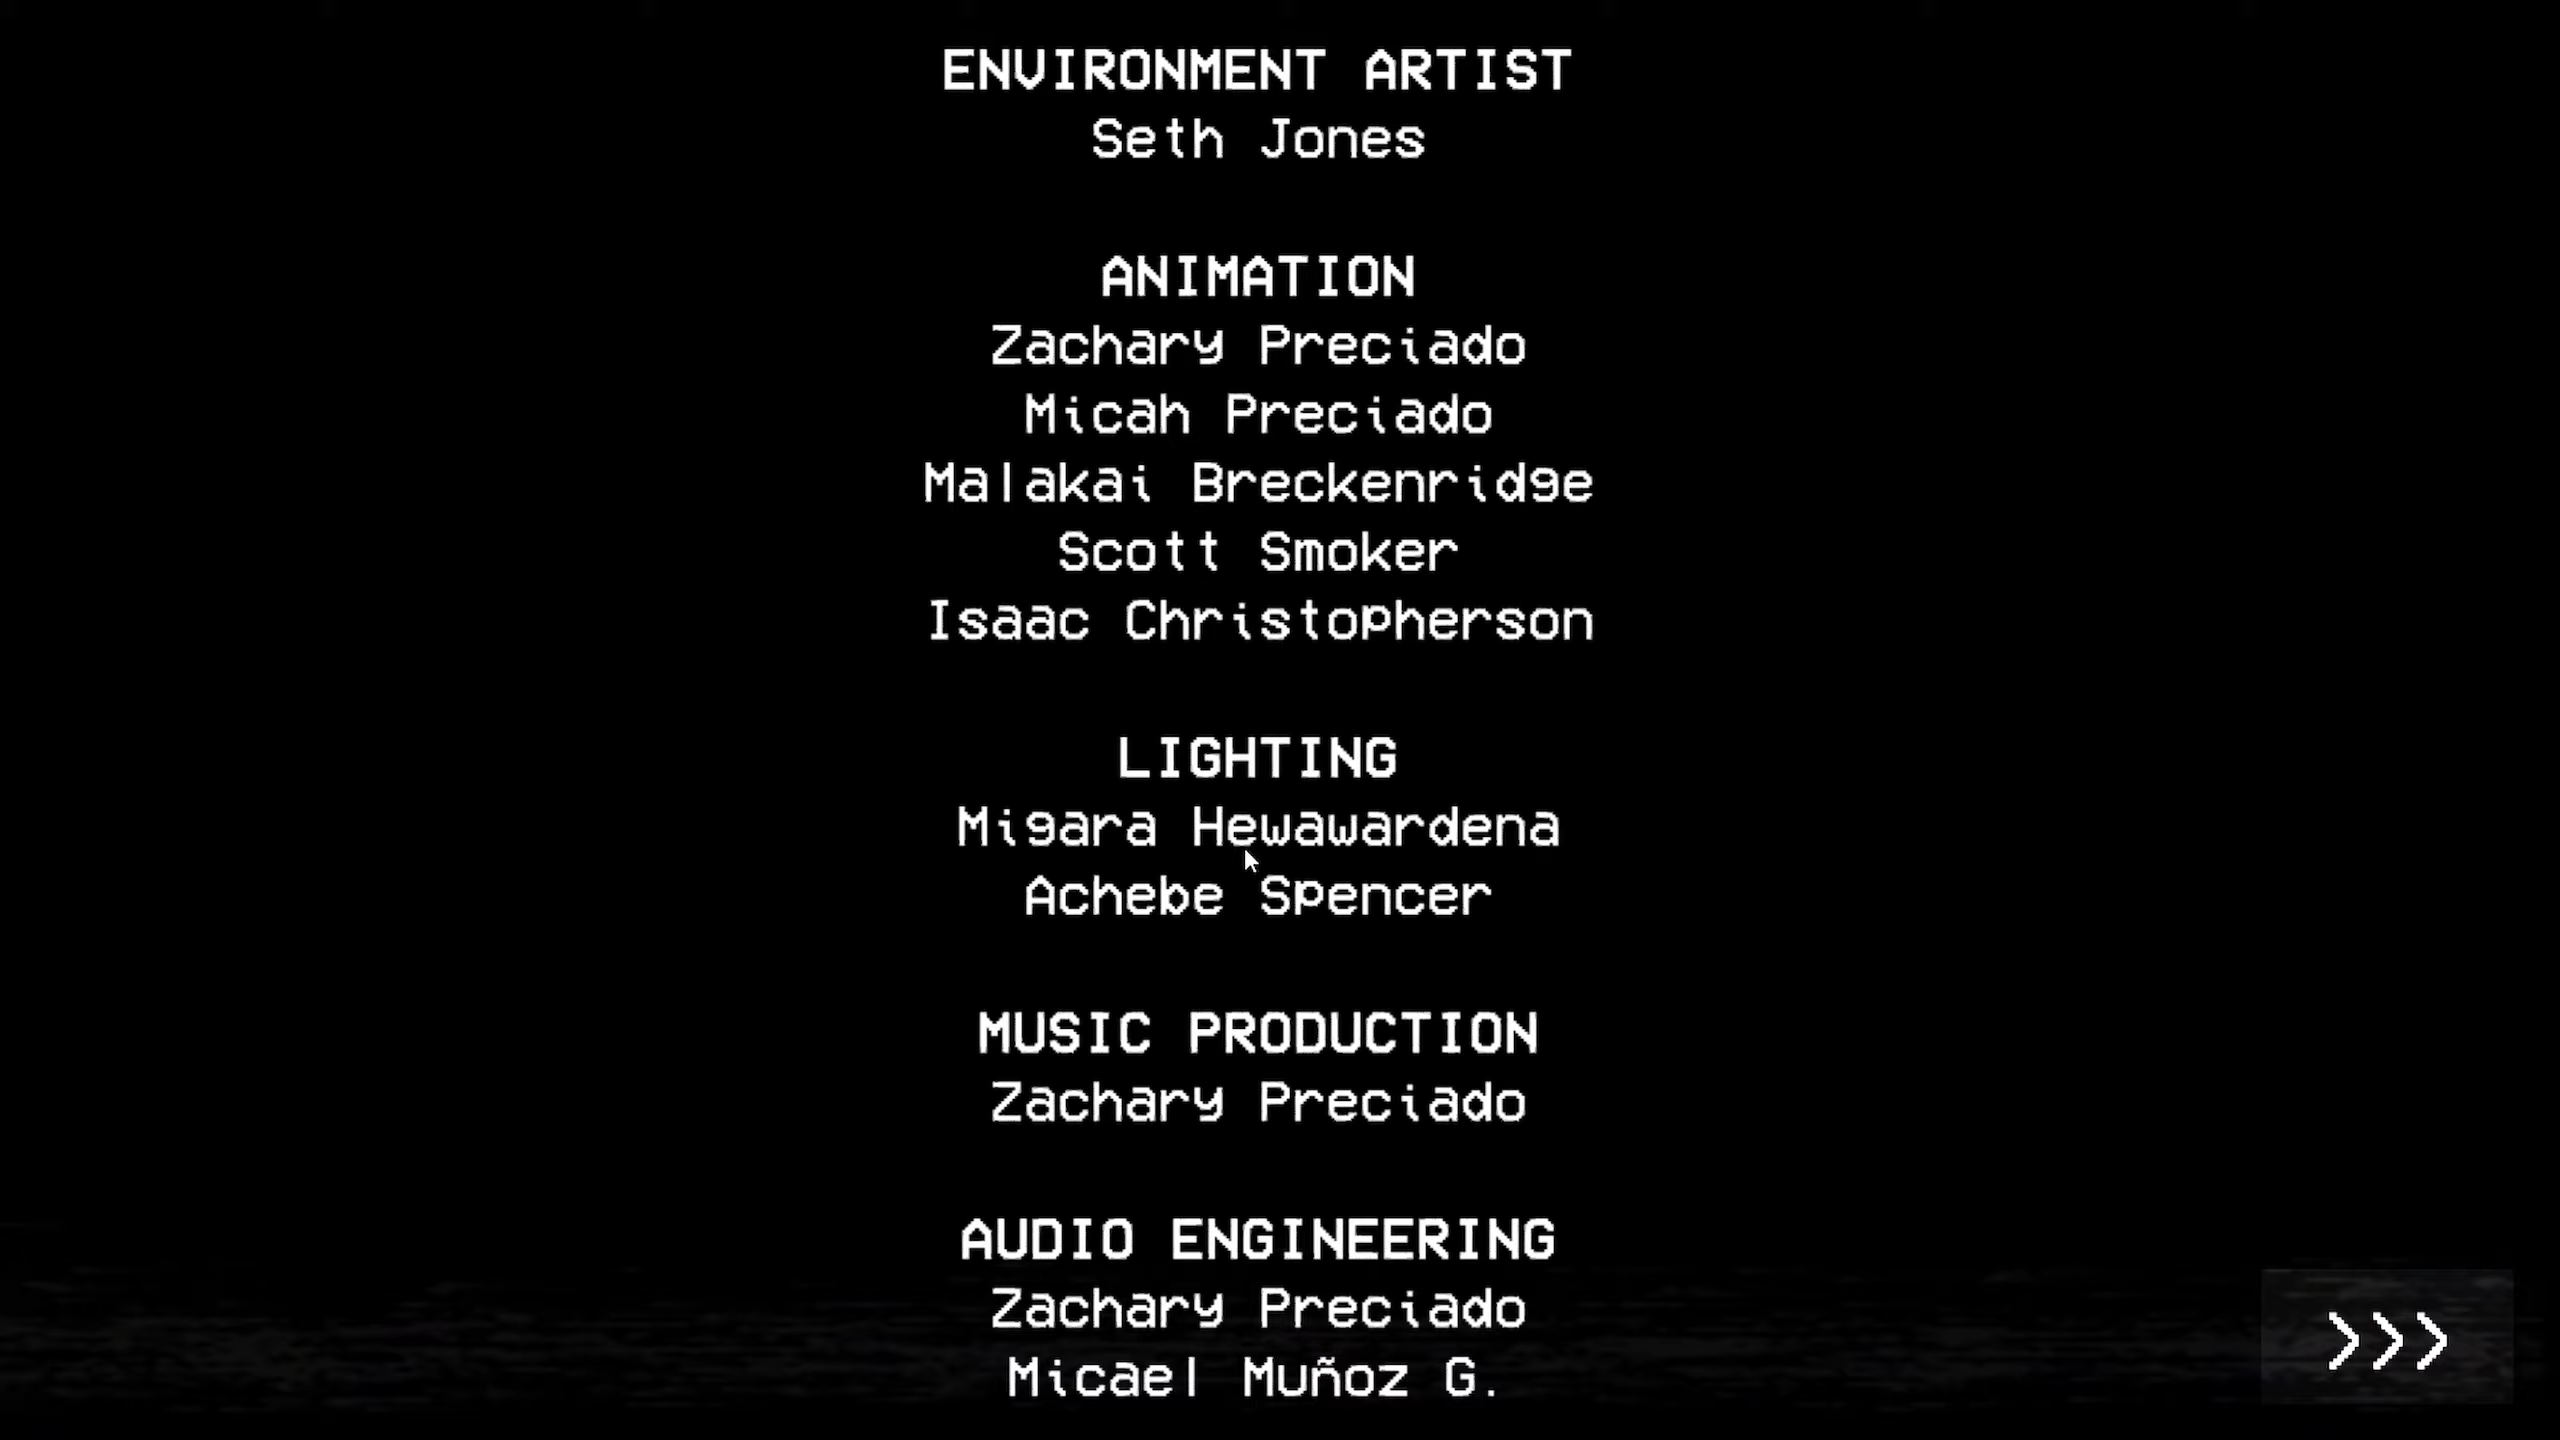 ENVIRONMENT ARTIST
Seth Jones
ANIMATION
Zachary Preciado
Micah Preciado
Malakai Breckenridge
Scott Smoker
Isaac Christopherson
LIGHTING
Migara Hewawardena
Achebe Spencer
MUSIC PRODUCTION
Zachary Preciado
AUDIO ENGINEERING
Zachary Preciado
Micael Muñoz G.
>>>